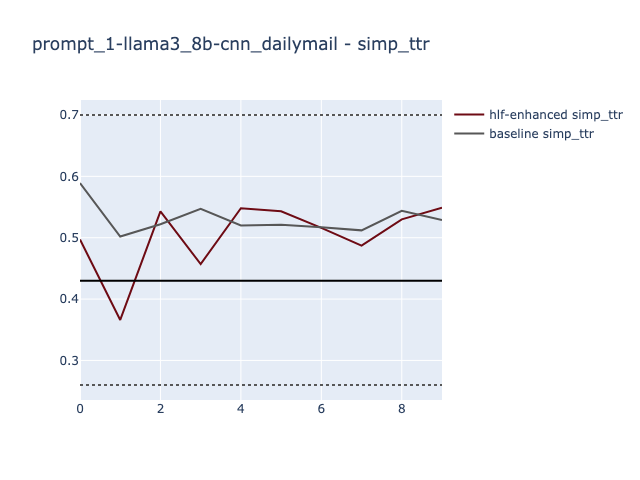 prompt_1-llama3_8b-cnn_dailymail - simp_ttr
0.7
0.6
0.5
0.4
0.3
0 2 4 6 8
hlf-enhanced simp_ttr
baseline simp_ttr